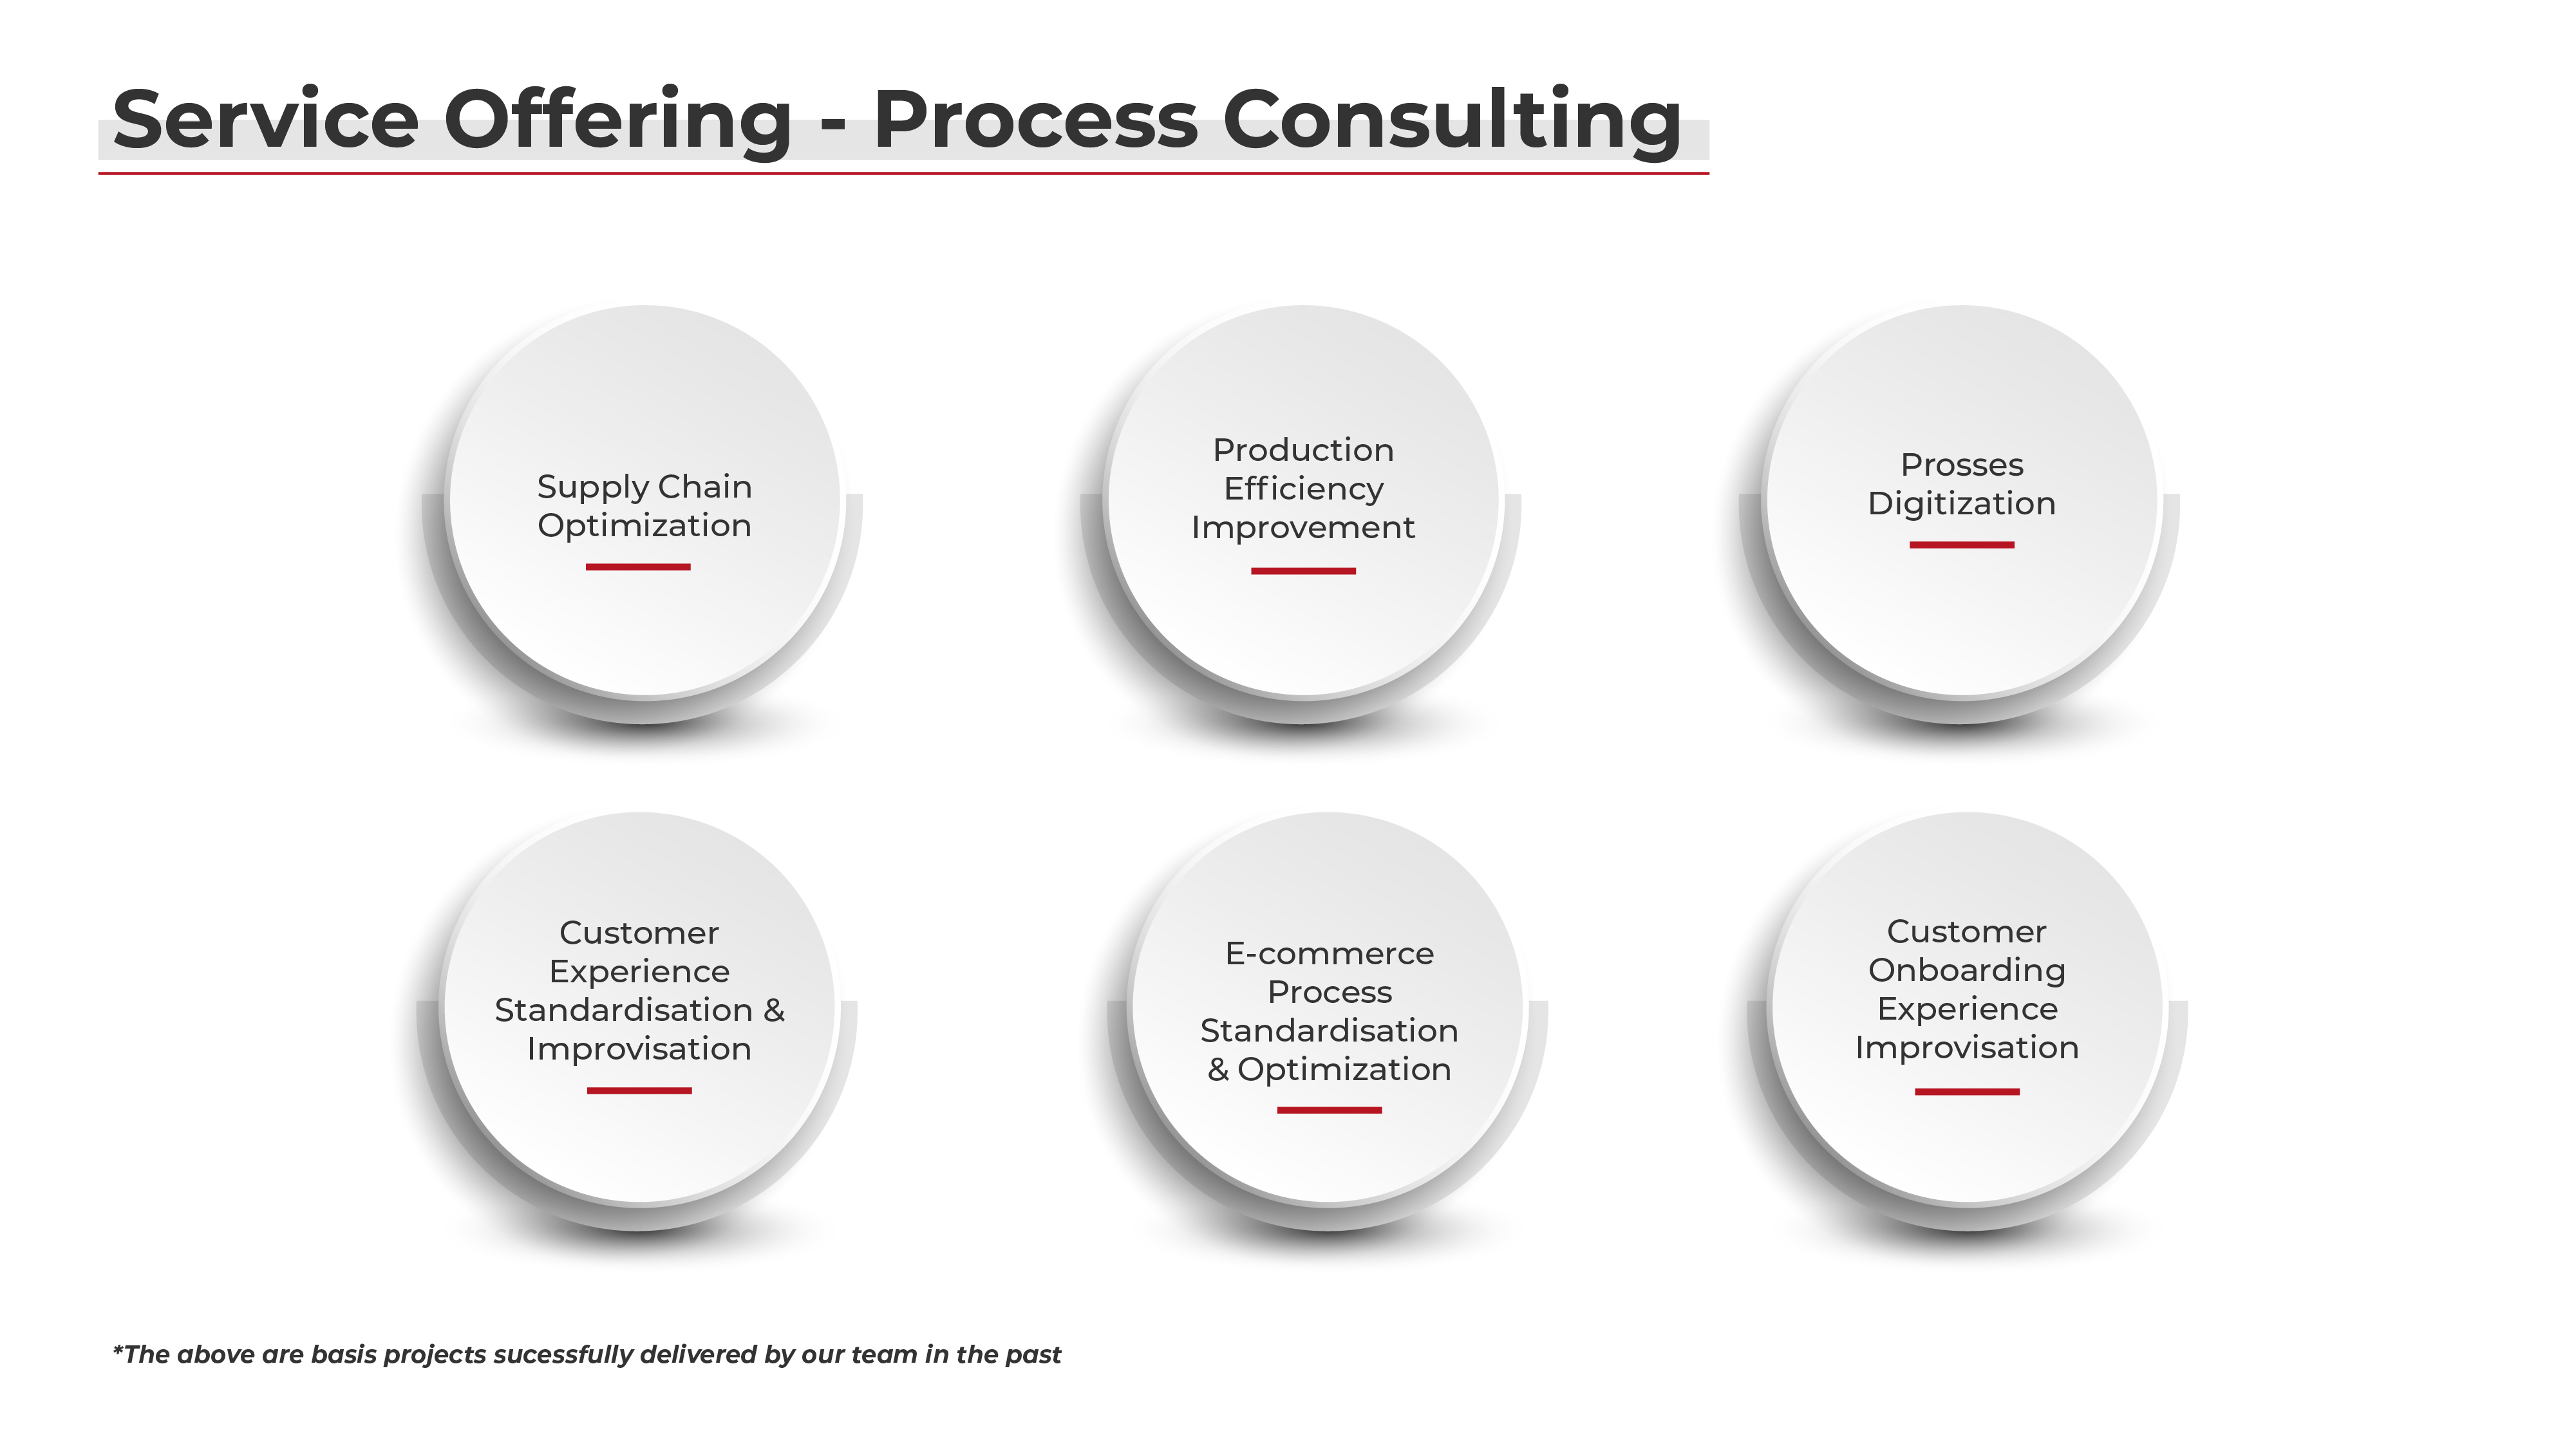 Service Offering - Process Consulting
Supply Chain
Optimization
Production
Efficiency
Improvement
Prosses
Digitization
Customer
Experience
Standardisation &
Improvisation
E-commerce
Process
Standardisation
& Optimization
Customer
Onboarding
Experience
Improvisation
*The above are basis projects sucessfully delivered by our team in the past